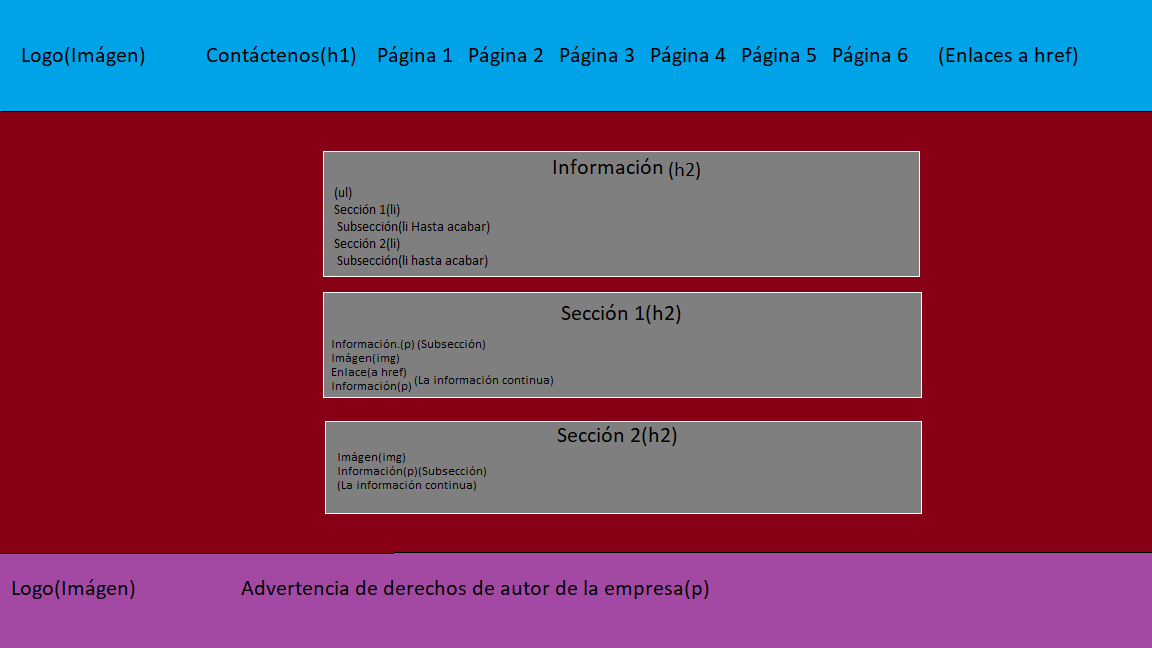 Logo(Imágen) Contáctenos(h1) Página 1 Página 2 Página 3 Página 4 Página 5 Página 6 (Enlaces a href)
Información (h2)
(ul)
Sección 1(li)
Subsección(li Hasta acabar)
Sección 2(li)
Subsección(li hasta acabar)
Sección 1(h2)
Información.(p) (Subsección)
Imágen(img)
Enlace(a href)
Información(p) (La información continua)
Sección 2(h2)
Imágen(img)
Información(p)(Subsección)
(La información continua)
Logo(Imágen) Advertencia de derechos de autor de la empresa(p)